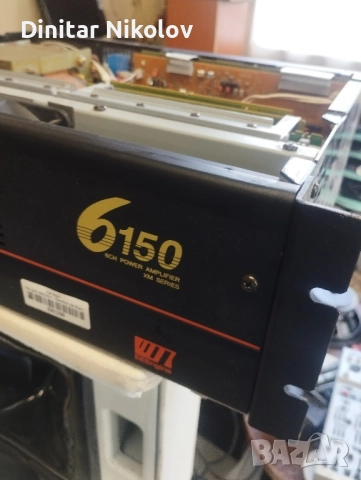 Dinitar Nikolov
6150
6CH POWER AMPLIFIER
XM SERIES
BAZAR